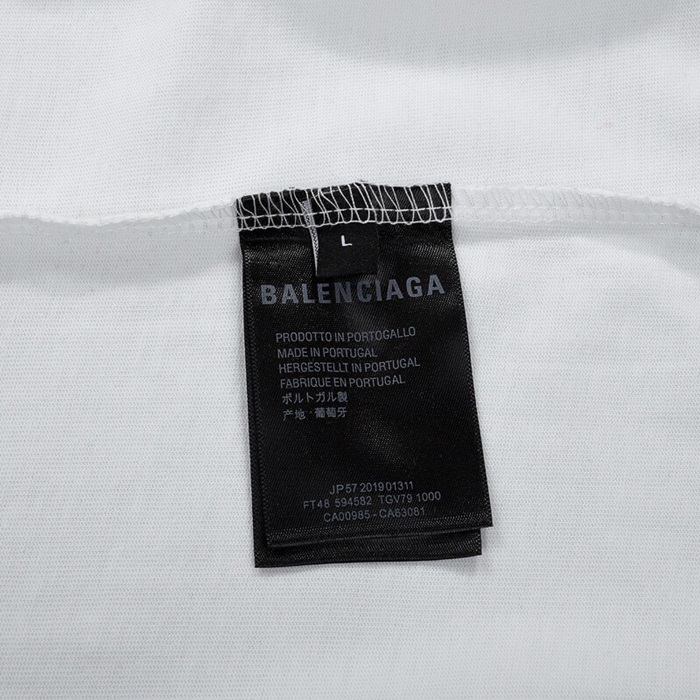 L
BALENCIAGA
PRODOTTO IN PORTOGALLO
MADE IN PORTUGAL
HERGESTELLT IN PORTUGAL
FABRIQUE EN PORTUGAL
ポルトガル製
产地·葡萄牙
JP57 201901311
FT48 594582 TGV79 1000
CA00985-CA63081